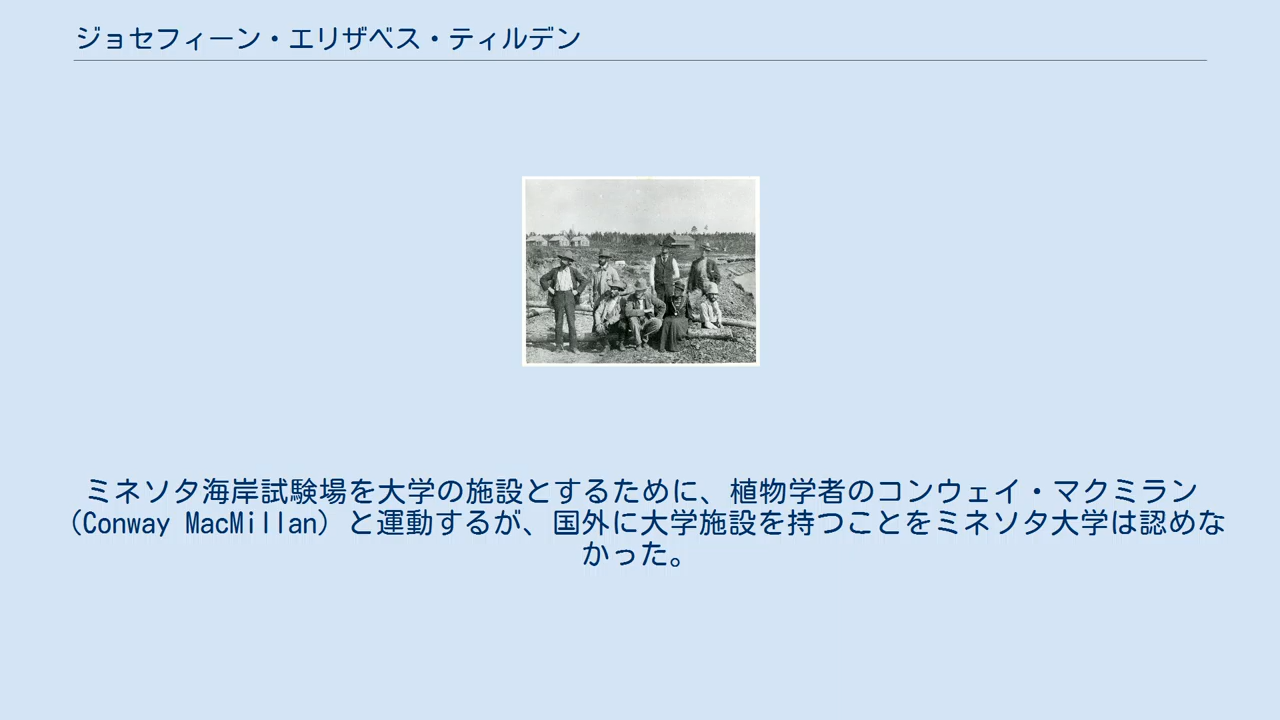 ジョセフィーン・エリザベス・ティルデン
ミネソタ海岸試験場を大学の施設とするために、植物学者のコンウェイ・マクミラン
(Conway MacMillan) と運動するが、国外に大学施設を持つことをミネソタ大学は認めな
かった。